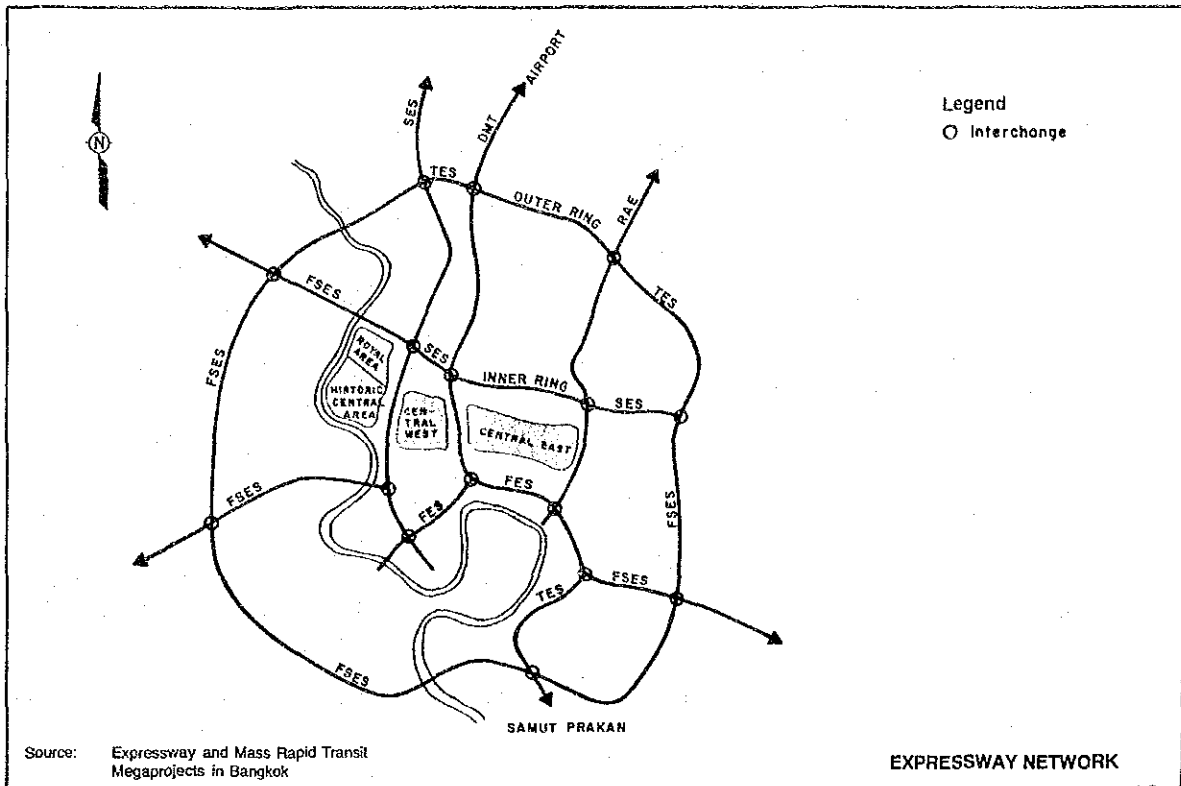 AIRPORT
SES
DMT
Legend
O Interchange
N
TES
OUTER RING
RAE
FSES
TES
ROYAL
AREA
SES
FSES
INNER RING
HISTORIC
CENTRAL
AREA
CEN-
TRAL
WEST
SES
CENTRAL EAST
FSES
FES
FES
FSES
TES
FSES
FSES
SAMUT PRAKAN
Source: Expressway and Mass Rapid Transit
Megaprojects in Bangkok
EXPRESSWAY NETWORK